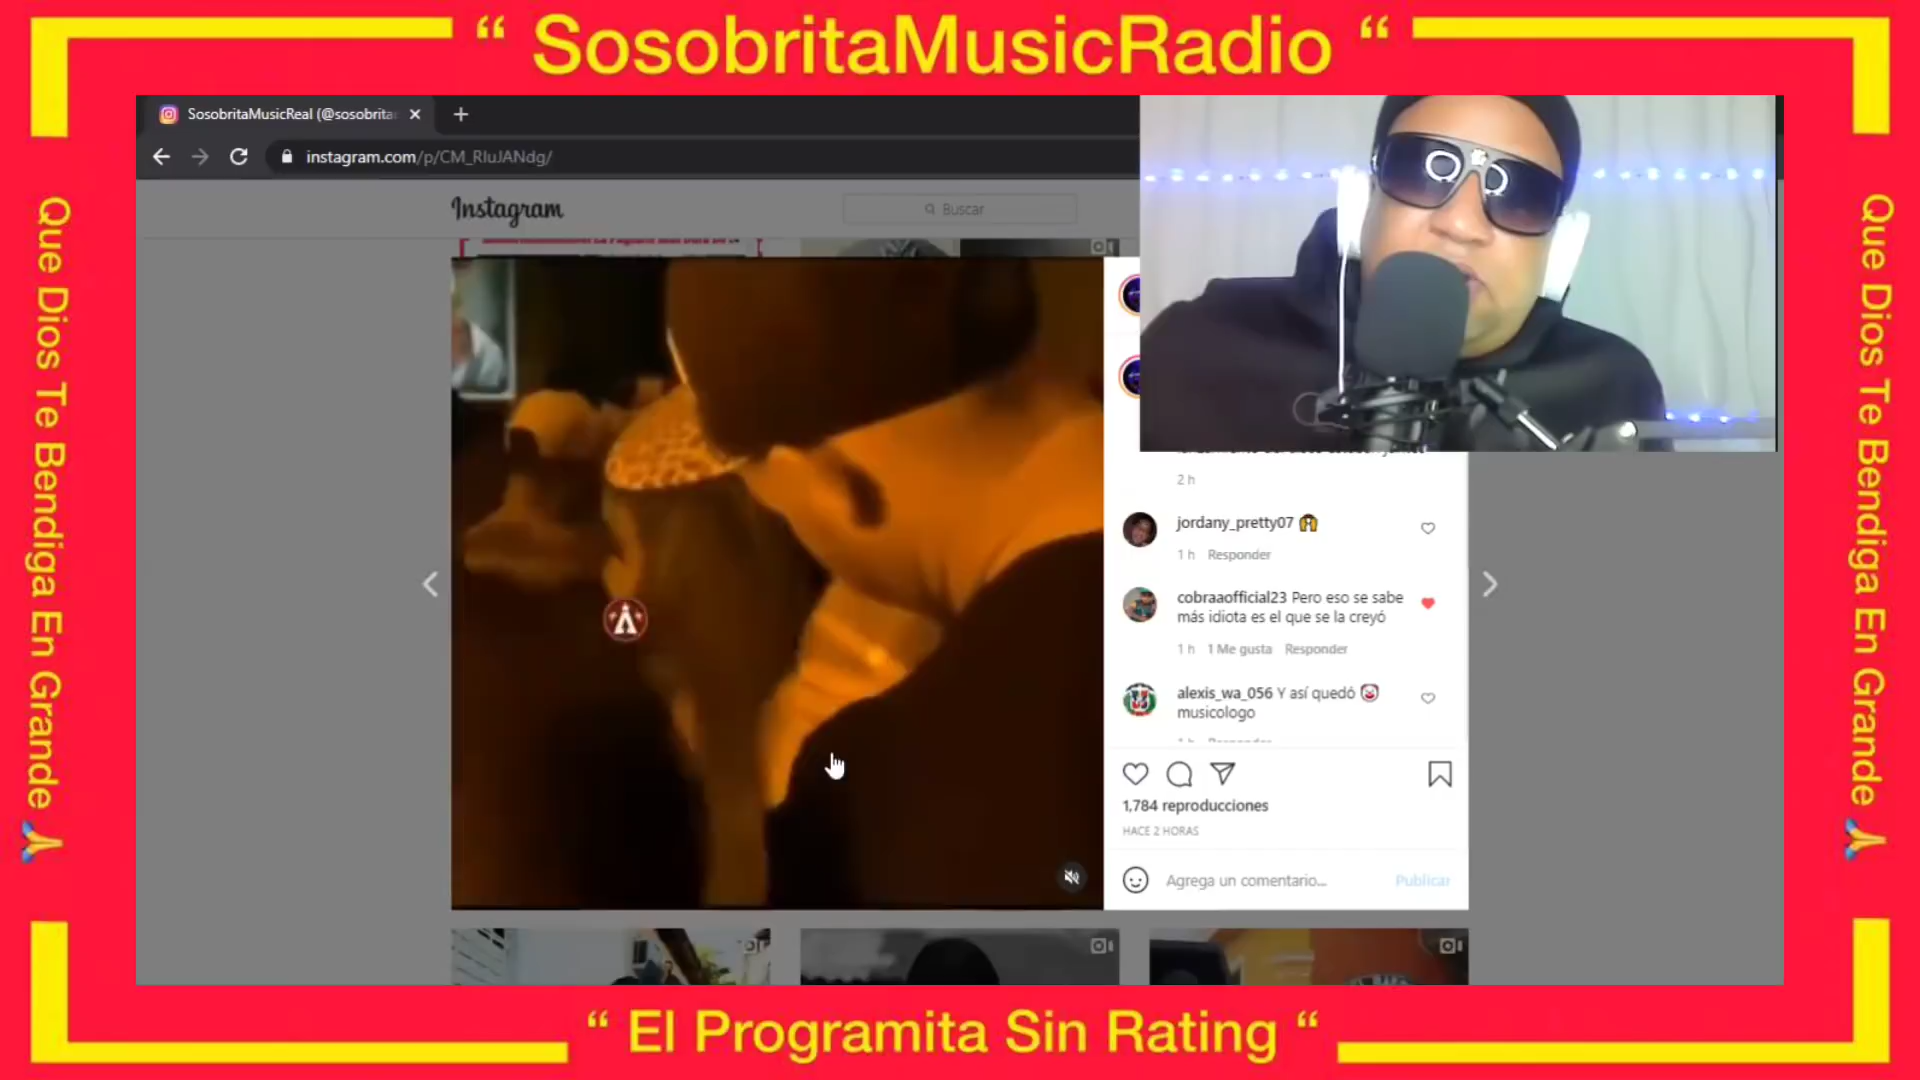 “ SosobritaMusicRadio “
SosobritaMusicReal (@sosobrita
instagram.com/p/CM_RIuJANdg/
Instagram
Buscar
Que Dios Te Bendiga En Grande
Que Dios Te Bendiga En Grande
2 h
jordany_pretty07
1 h Responder
cobraaofficial23 Pero eso se sabe
más idiota es el que se la creyó
1 h 1 Me gusta Responder
alexis_wa_056 Y así quedó
musicologo
1,784 reproducciones
HACE 2 HORAS
Agrega un comentario...
Publicar
“ El Programita Sin Rating “